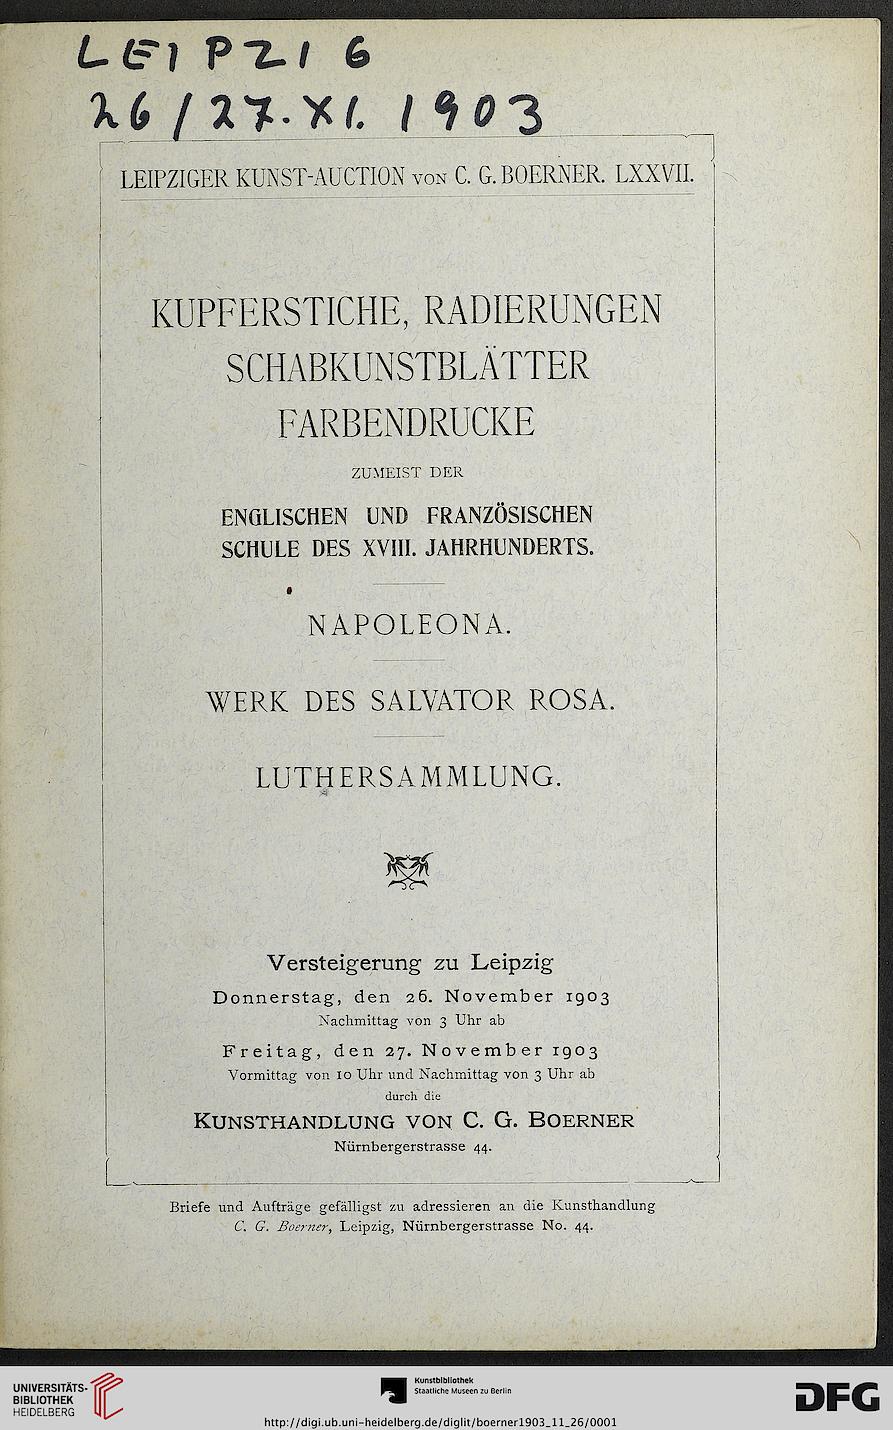 LEIPZIG
26/27.XI.1903
LEIPZIGER KUNST-AUCTION VON C. G. BOERNER. LXXVII.
KUPFERSTICHE, RADIERUNGEN
SCHABKUNSTBLÄTTER
FARBENDRUCKE
ZUMEIST DER
ENGLISCHEN UND FRANZÖSISCHEN
SCHULE DES XVIII. JAHRHUNDERTS.
NAPOLEONA.
WERK DES SALVATOR ROSA.
LUTHERSAMMLUNG.
Versteigerung zu Leipzig
Donnerstag, den 26. November 1903
Nachmittag von 3 Uhr ab
Freitag, den 27. November 1903
Vormittag von 10 Uhr und Nachmittag von 3 Uhr ab
durch die
KUNSTHANDLUNG VON C. G. BOERNER
Nürnbergerstrasse 44.
Briefe und Aufträge gefälligst zu adressieren an die Kunsthandlung
C. G. Boerner, Leipzig, Nürnbergerstrasse No. 44.
UNIVERSITÄTS-
BIBLIOTHEK
HEIDELBERG
Kunstbibliothek
Staatliche Museen zu Berlin
DFG
http://digi.ub.uni-heidelberg.de/diglit/boerner1903_11_26/0001